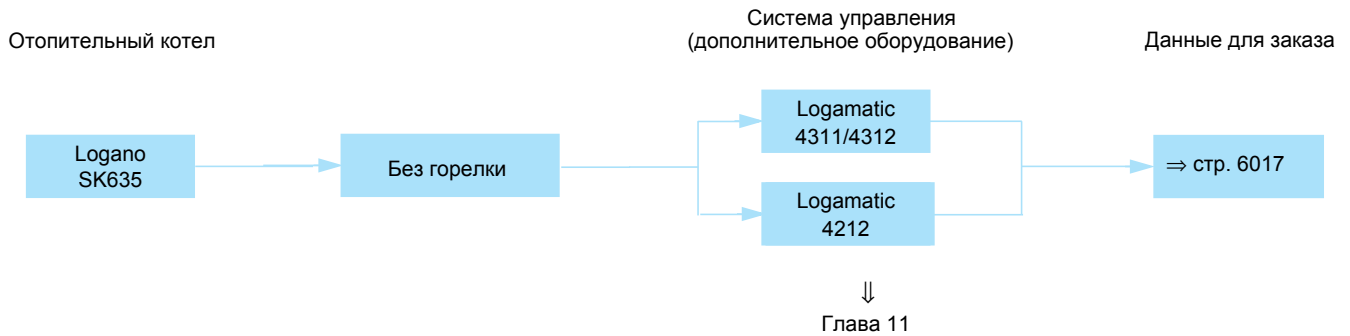 Отопительный котел
Система управления
(дополнительное оборудование)
Данные для заказа
Logano
SK635
Без горелки
Logamatic
4311/4312
Logamatic
4212
⇒ стр. 6017
⇓
Глава 11